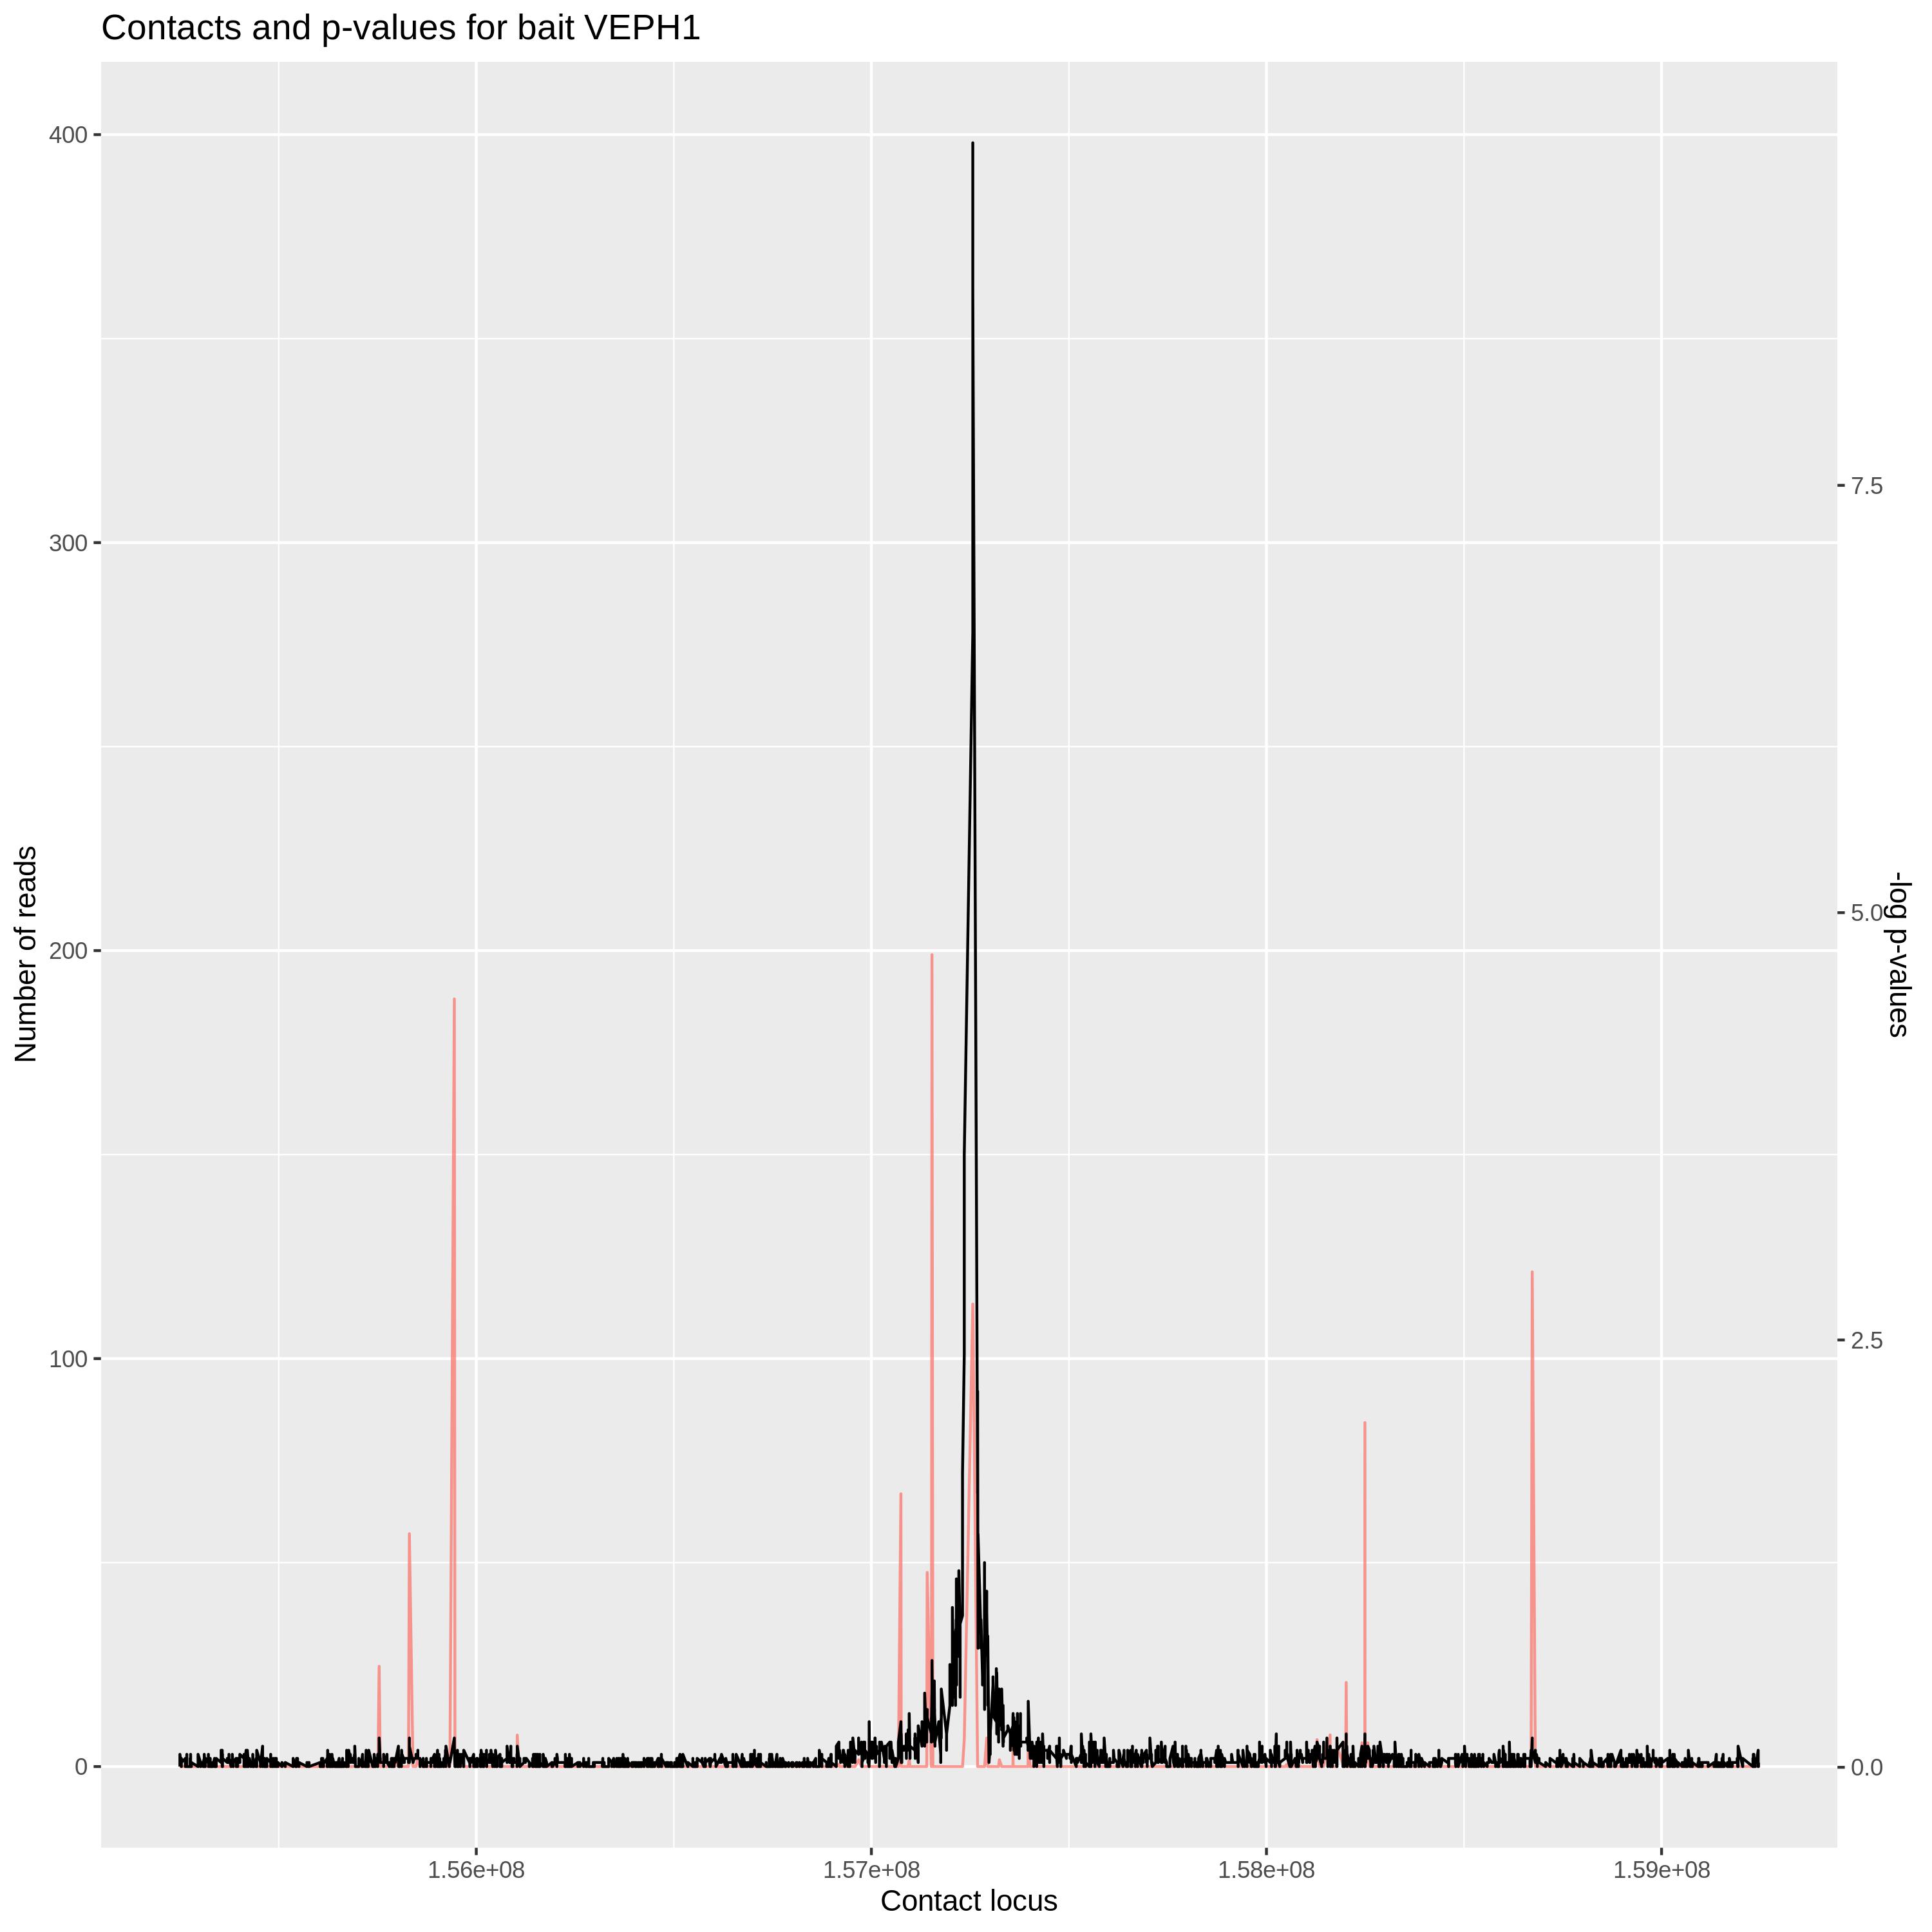 Contacts and p-values for bait VEPH1
400
300
200
100
0
Number of reads
7.5
5.0
2.5
0.0
-log p-values
1.56e+08
1.57e+08
1.58e+08
1.59e+08
Contact locus